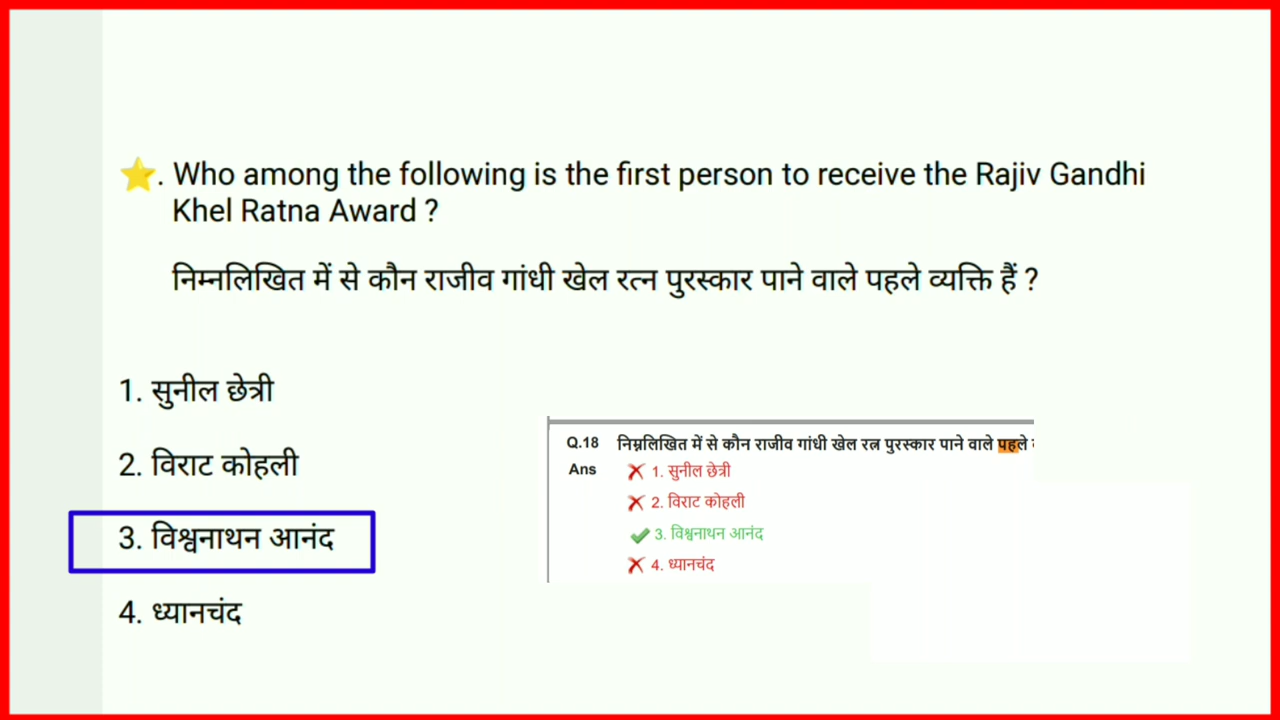 . Who among the following is the first person to receive the Rajiv Gandhi
Khel Ratna Award ?
निम्नलिखित में से कौन राजीव गांधी खेल रत्न पुरस्कार पाने वाले पहले व्यक्ति हैं ?
1. सुनील छेत्री
2. विराट कोहली
3. विश्वनाथन आनंद
4. ध्यानचंद
Q.18 निम्नलिखित में से कौन राजीव गांधी खेल रत्न पुरस्कार पाने वाले पहले
Ans 1. सुनील छेत्री
2. विराट कोहली
3. विश्वनाथन आनंद
4. ध्यानचंद